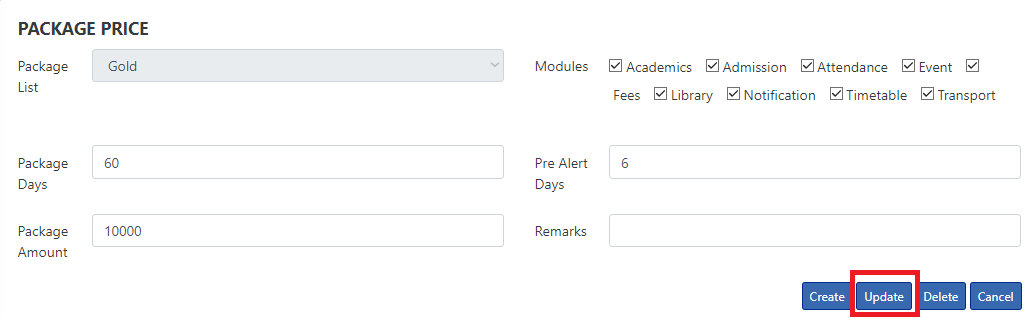 PACKAGE PRICE
Package List
Gold
Modules
Academics Admission Attendance Event
Fees Library Notification Timetable Transport
Package Days
60
Pre Alert Days
6
Package Amount
10000
Remarks
Create Update Delete Cancel